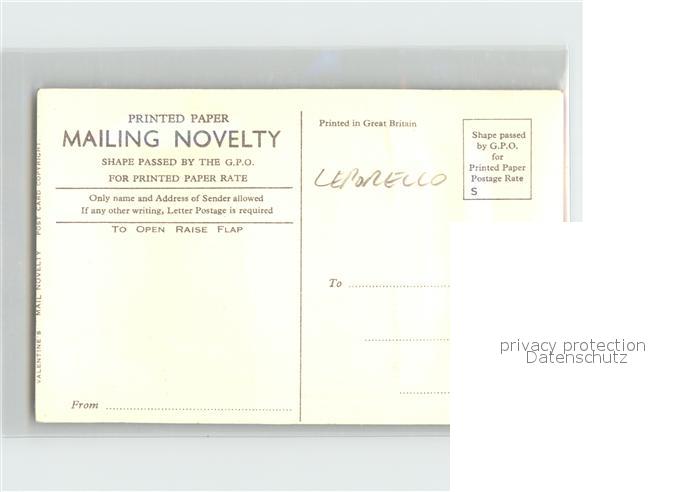 PRINTED PAPER
MAILING NOVELTY
SHAPE PASSED BY THE G.P.O.
FOR PRINTED PAPER RATE
Only name and Address of Sender allowed
If any other writing, Letter Postage is required
TO OPEN RAISE FLAP
From
VALENTINE'S MAIL NOVELTY POST CARD COPYRIGHT
Printed in Great Britain
LEPORELLO
Shape passed
by G.P.O.
for
Printed Paper
Postage Rate
S
To
privacy protection
Datenschutz